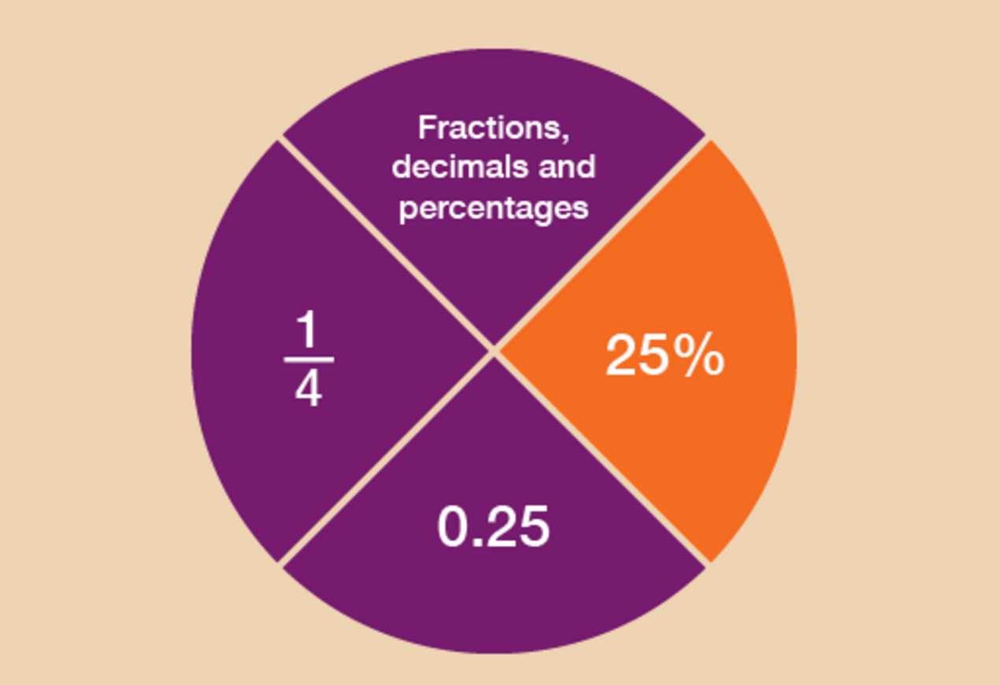 Fractions,
decimals and
percentages
1
4
25%
0.25